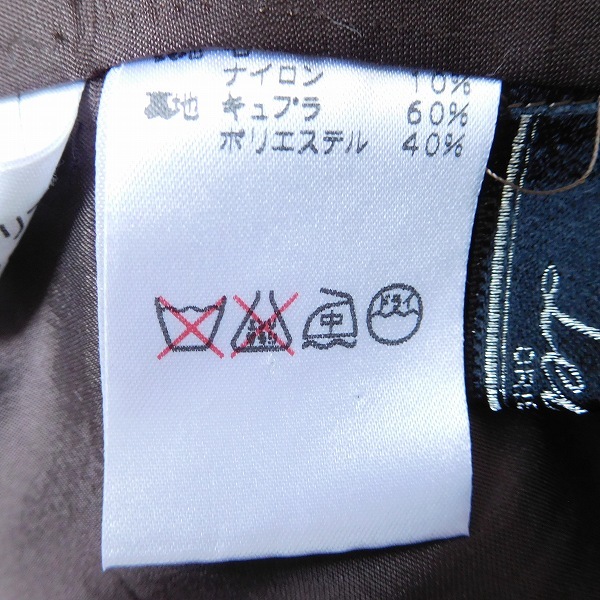 ナイロン 10%
裏地 キュプラ 60%
ポリエステル 40%
中
ドライ